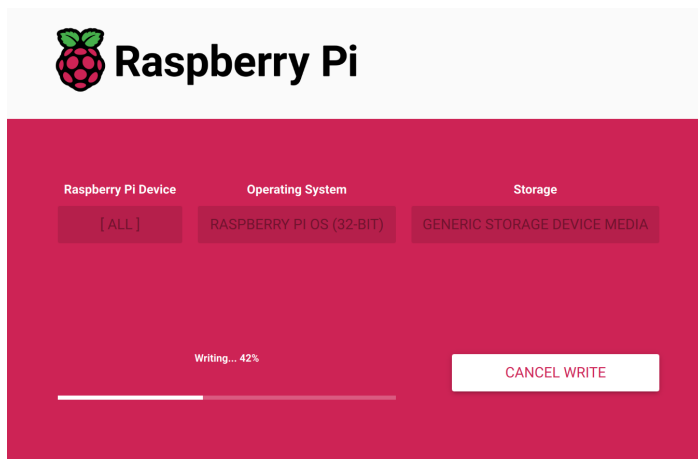 Raspberry Pi
Raspberry Pi Device
Operating System
Storage
[ ALL ]
RASPBERRY PI OS (32-BIT)
GENERIC STORAGE DEVICE MEDIA
Writing... 42%
CANCEL WRITE